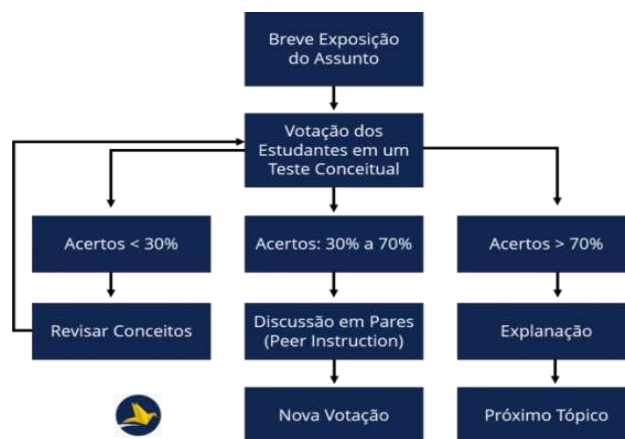 Breve Exposição
do Assunto
Votação dos
Estudantes em um
Teste Conceitual
Acertos < 30%
Acertos: 30% a 70%
Acertos > 70%
Revisar Conceitos
Discussão em Pares
(Peer Instruction)
Explanação
Nova Votação
Próximo Tópico